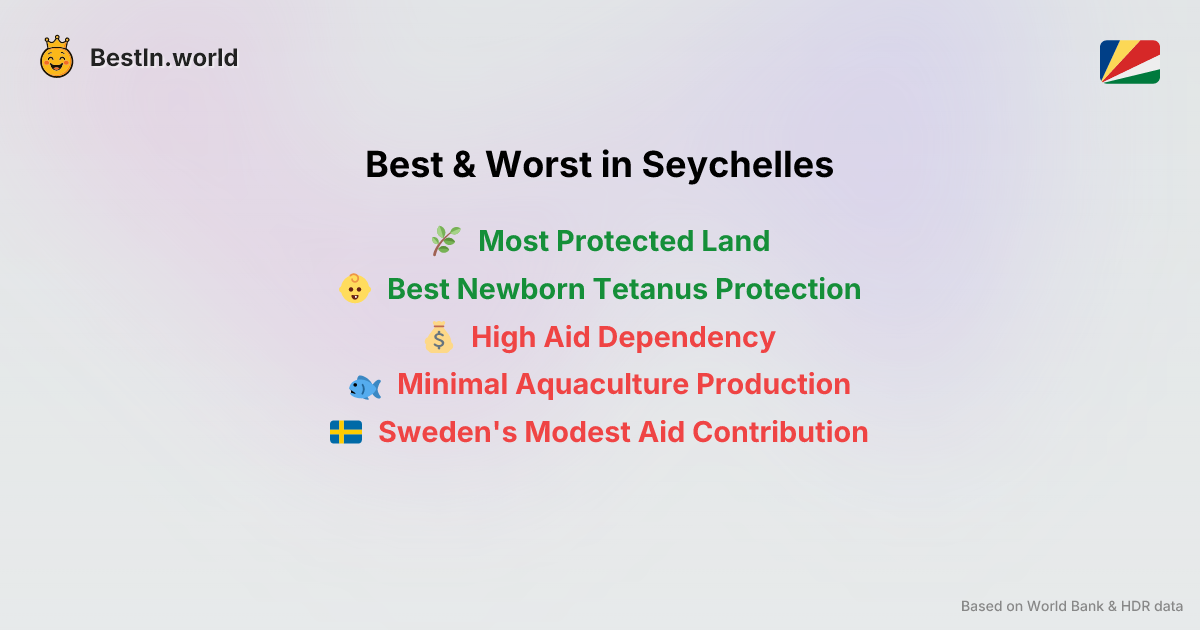 BestIn.world
Best & Worst in Seychelles
Most Protected Land
Best Newborn Tetanus Protection
High Aid Dependency
Minimal Aquaculture Production
Sweden's Modest Aid Contribution
Based on World Bank & HDR data